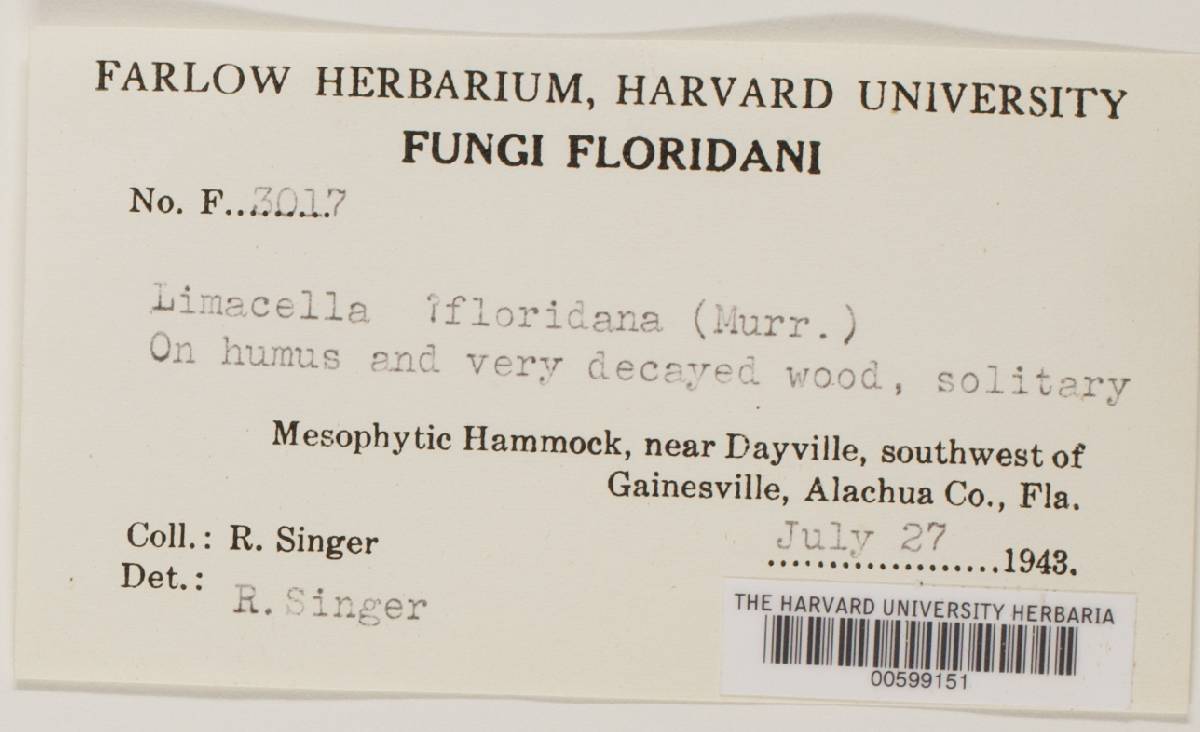 FARLOW HERBARIUM, HARVARD UNIVERSITY
FUNGI FLORIDANI
No. F..3017
Limacella ?floridana (Murr.)
On humus and very decayed wood, solitary
Mesophytic Hammock, near Dayville, southwest of
Gainesville, Alachua Co., Fla.
July 27 1943.
Coll.: R. Singer
Det.: R. Singer
THE HARVARD UNIVERSITY HERBARIA
00599151